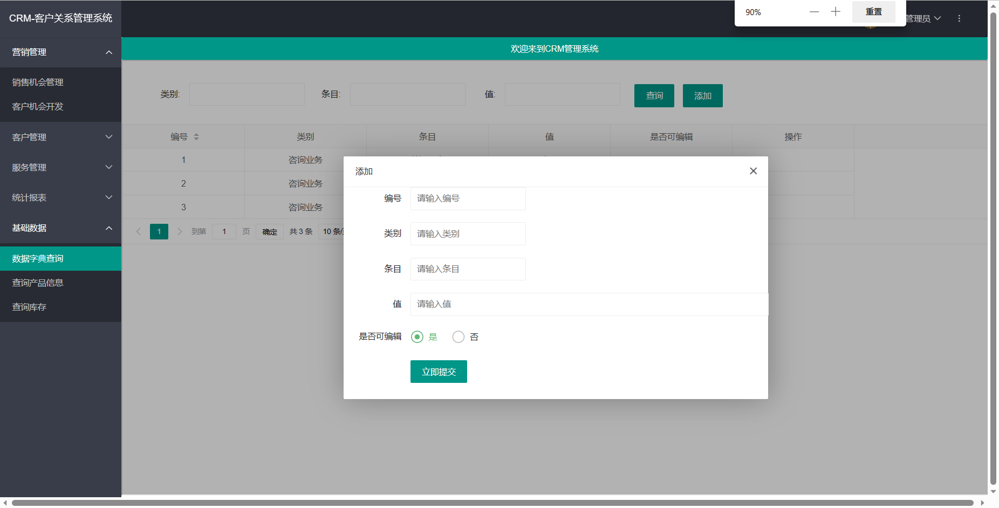 CRM-客户关系管理系统
90%
重置
管理员
营销管理
销售机会管理
客户机会开发
客户管理
服务管理
统计报表
基础数据
数据字典查询
查询产品信息
查询库存
欢迎来到CRM管理系统
类别:
条目:
值:
查询
添加
编号 类别 条目 值 是否可编辑 操作
1 咨询业务
2 咨询业务
3 咨询业务
1 到第 1 页 确定 共 3 条 10 条/
添加
编号 请输入编号
类别 请输入类别
条目 请输入条目
值 请输入值
是否可编辑 是 否
立即提交